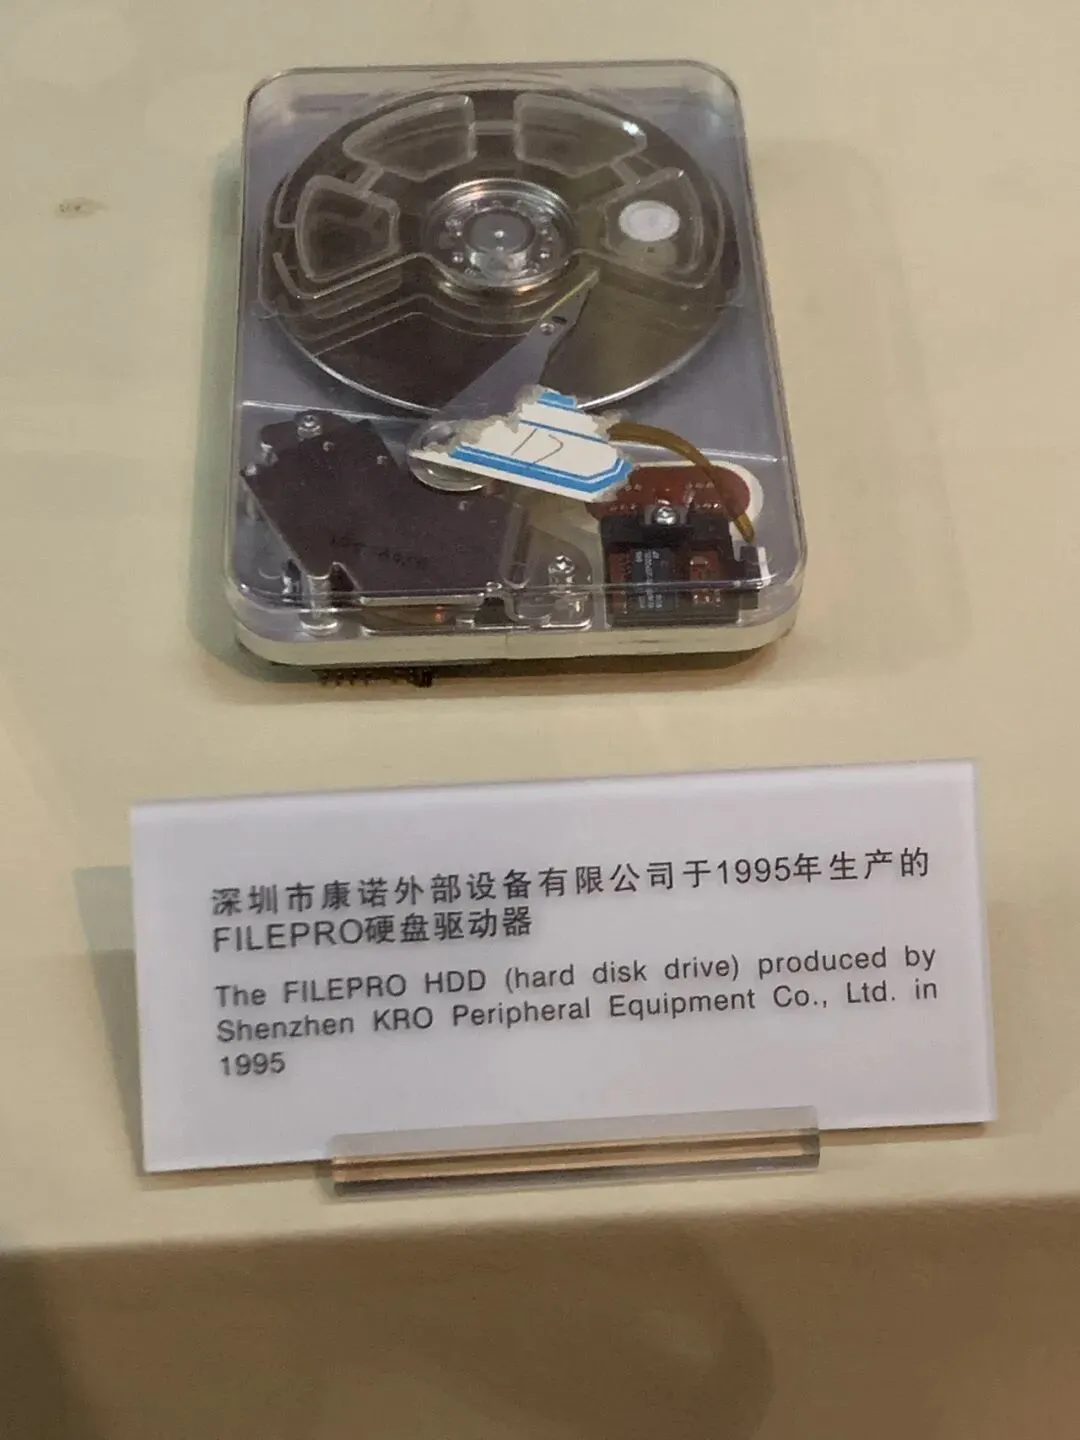 17
深圳市康诺外部设备有限公司于1995年生产的
FILEPRO硬盘驱动器
The FILEPRO HDD (hard disk drive) produced by
Shenzhen KRO Peripheral Equipment Co., Ltd. in
1995